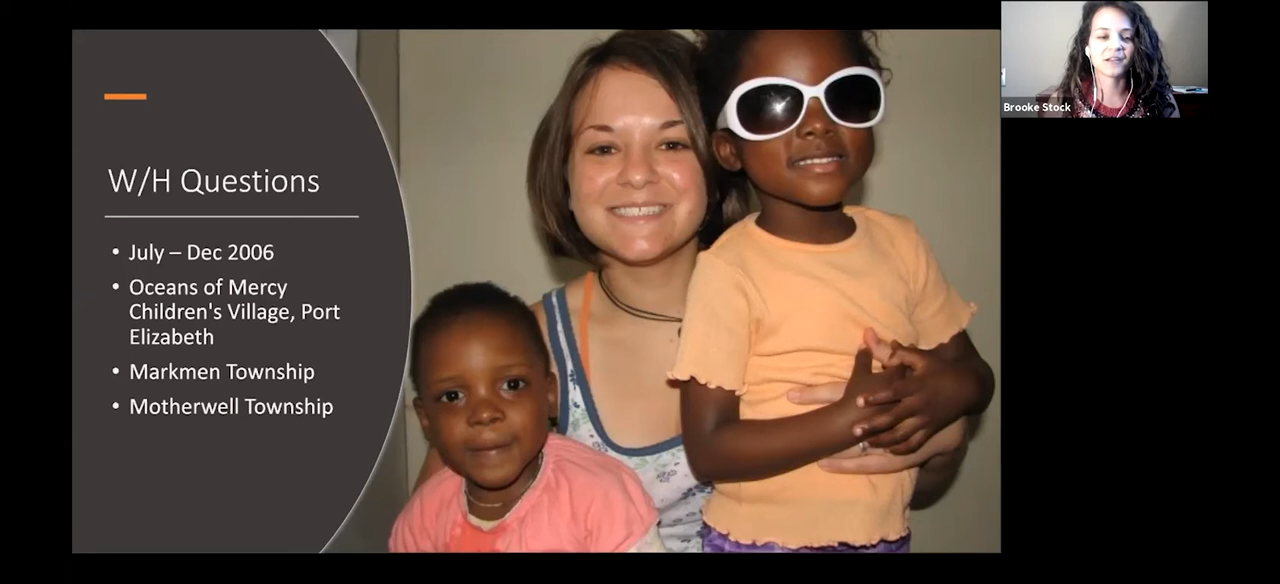 W/H Questions
• July – Dec 2006
• Oceans of Mercy
Children's Village, Port
Elizabeth
• Markmen Township
• Motherwell Township
Brooke Stock